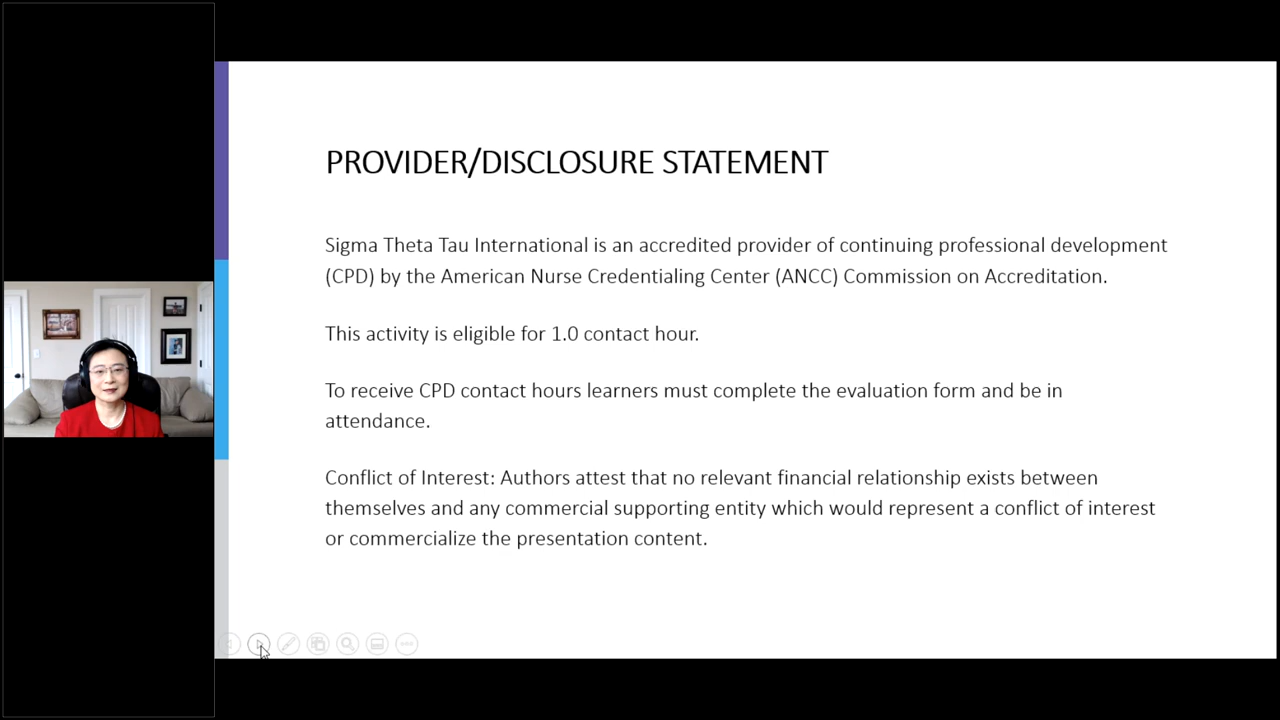 PROVIDER/DISCLOSURE STATEMENT
Sigma Theta Tau International is an accredited provider of continuing professional development
(CPD) by the American Nurse Credentialing Center (ANCC) Commission on Accreditation.
This activity is eligible for 1.0 contact hour.
To receive CPD contact hours learners must complete the evaluation form and be in
attendance.
Conflict of Interest: Authors attest that no relevant financial relationship exists between
themselves and any commercial supporting entity which would represent a conflict of interest
or commercialize the presentation content.